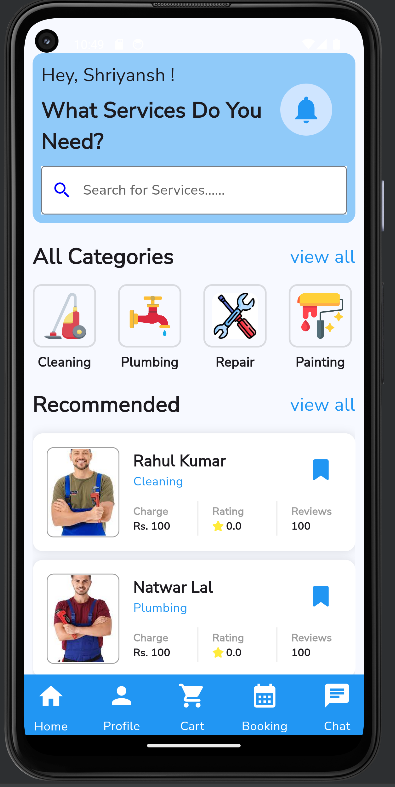 10:45
Hey, Shriyansh !
What Services Do You
Need?
Search for Services......
All Categories view all
Cleaning Plumbing Repair Painting
Recommended view all
Rahul Kumar
Cleaning
Charge Rating Reviews
Rs. 100 0.0 100
Natwar Lal
Plumbing
Charge Rating Reviews
Rs. 100 0.0 100
Home Profile Cart Booking Chat